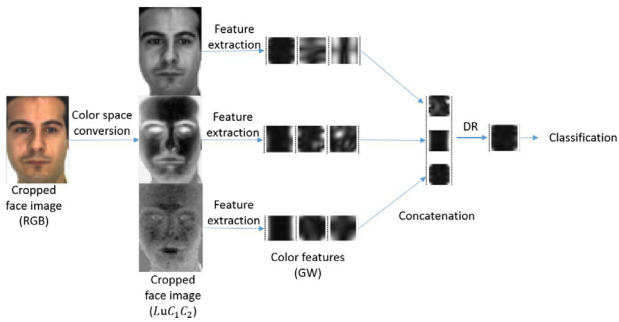 Feature
extraction
Color space
conversion
Feature
extraction
DR
Classification
Cropped
face image
(RGB)
Feature
extraction
Concatenation
Color features
(GW)
Cropped
face image
(LuC₁C₂)